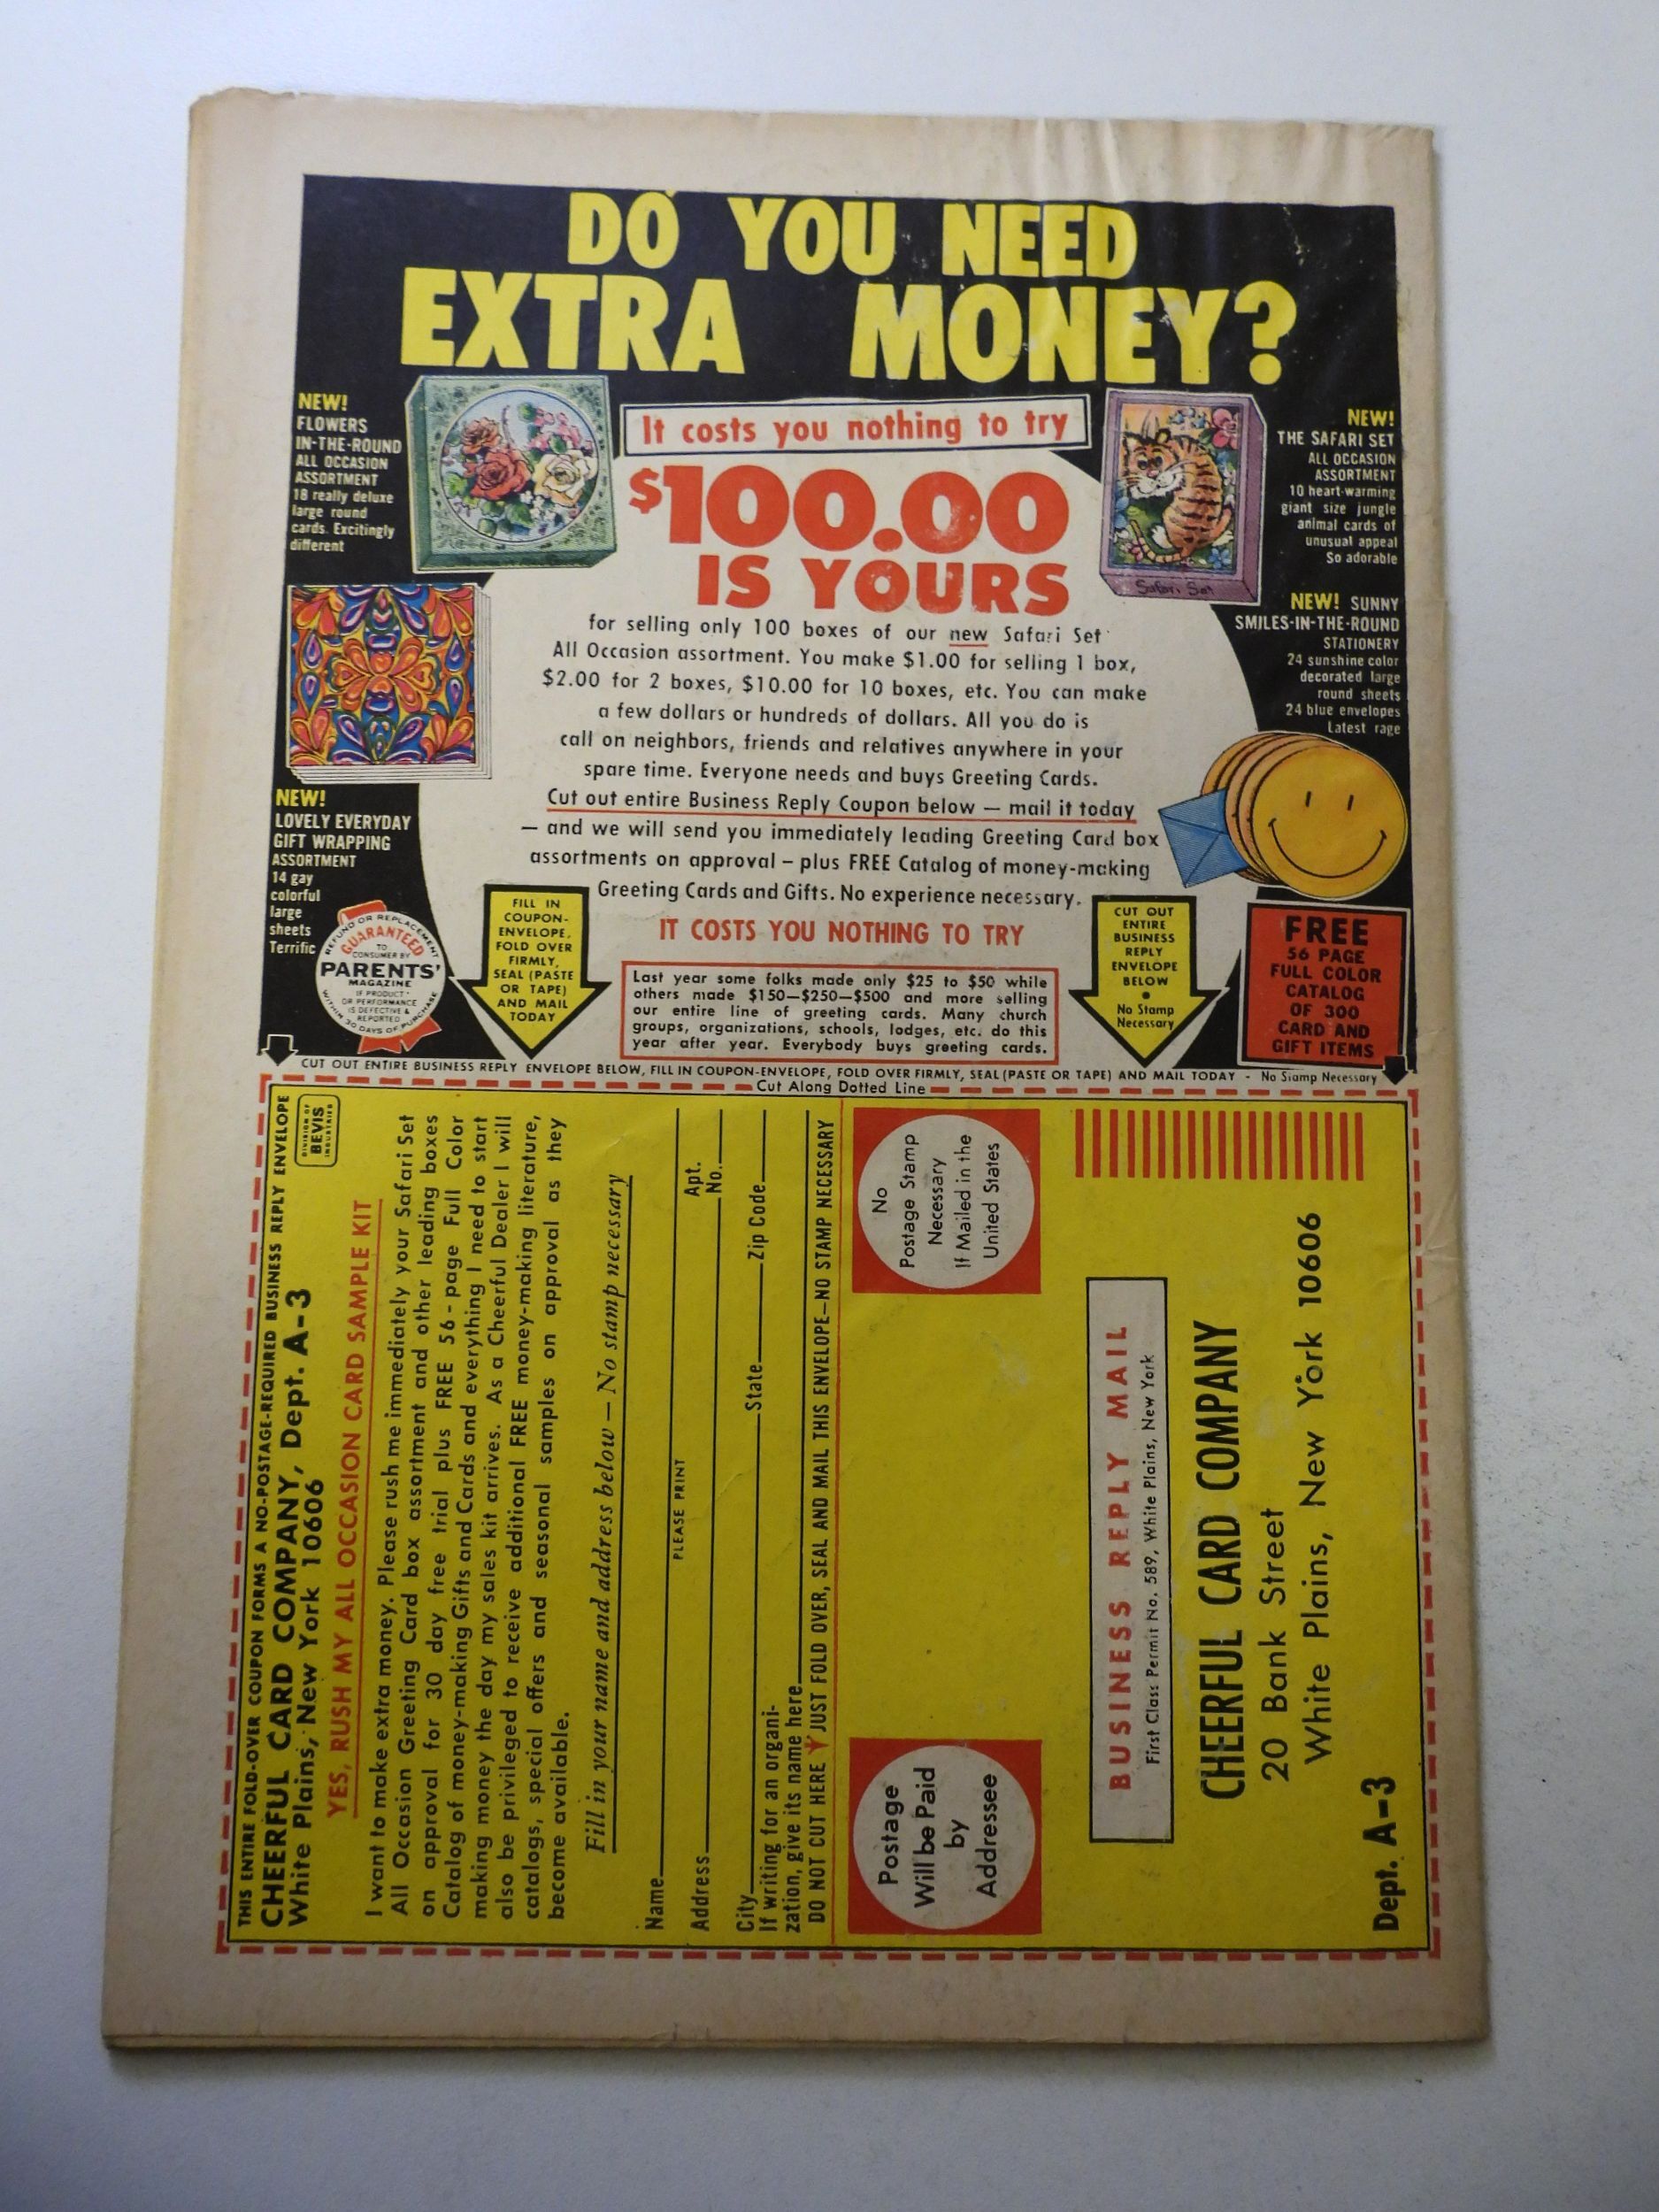 DO YOU NEED
EXTRA MONEY?
NEW!
FLOWERS
IN-THE-ROUND
ALL OCCASION
ASSORTMENT
18 really deluxe
large round
cards. Excitingly
different
It costs you nothing to try
$100.00
IS YOURS
NEW!
THE SAFARI SET
ALL OCCASION
ASSORTMENT
10 heart-warming
giant size jungle
animal cards of
unusual appeal
So adorable
Safari Set
for selling only 100 boxes of our new Safari Set
All Occasion assortment. You make $1.00 for selling 1 box,
$2.00 for 2 boxes, $10.00 for 10 boxes, etc. You can make
a few dollars or hundreds of dollars. All you do is
call on neighbors, friends and relatives anywhere in your
spare time. Everyone needs and buys Greeting Cards.
Cut out entire Business Reply Coupon below — mail it today
— and we will send you immediately leading Greeting Card box
assortments on approval – plus FREE Catalog of money-making
Greeting Cards and Gifts. No experience necessary.
NEW! SUNNY
SMILES-IN-THE-ROUND
STATIONERY
24 sunshine color
decorated large
round sheets
24 blue envelopes
Latest rage
NEW!
LOVELY EVERYDAY
GIFT WRAPPING
ASSORTMENT
14 gay
colorful
large
sheets
Terrific
REFUND OR REPLACEMENT
GUARANTEED
TO
CONSUMER BY
PARENTS'
MAGAZINE
IF PRODUCT
OR PERFORMANCE
IS DEFECTIVE &
REPORTED
WITHIN 30 DAYS OF PURCHASE
FILL IN
COUPON-
ENVELOPE,
FOLD OVER
FIRMLY,
SEAL (PASTE
OR TAPE)
AND MAIL
TODAY
IT COSTS YOU NOTHING TO TRY
Last year some folks made only $25 to $50 while
others made $150—$250—$500 and more selling
our entire line of greeting cards. Many church
groups, organizations, schools, lodges, etc. do this
year after year. Everybody buys greeting cards.
CUT OUT
ENTIRE
BUSINESS
REPLY
ENVELOPE
BELOW
•
No Stamp
Necessary
FREE
56 PAGE
FULL COLOR
CATALOG
OF 300
CARD AND
GIFT ITEMS
CUT OUT ENTIRE BUSINESS REPLY ENVELOPE BELOW, FILL IN COUPON-ENVELOPE, FOLD OVER FIRMLY, SEAL (PASTE OR TAPE) AND MAIL TODAY - No Stamp Necessary
Cut Along Dotted Line
THIS ENTIRE FOLD-OVER COUPON FORMS A NO-POSTAGE-REQUIRED BUSINESS REPLY ENVELOPE
CHEERFUL CARD COMPANY, Dept. A-3
White Plains, New York 10606
DIVISION OF
BEVIS
INDUSTRIES
YES, RUSH MY ALL OCCASION CARD SAMPLE KIT
I want to make extra money. Please rush me immediately your Safari Set
All Occasion Greeting Card box assortment and other leading boxes
on approval for 30 day free trial plus FREE 56-page Full Color
Catalog of money-making Gifts and Cards and everything I need to start
making money the day my sales kit arrives. As a Cheerful Dealer I will
also be privileged to receive additional FREE money-making literature,
catalogs, special offers and seasonal samples on approval as they
become available.
Fill in your name and address below — No stamp necessary
Name
PLEASE PRINT
Address Apt. No.
City State Zip Code
If writing for an organi-
zation, give its name here
DO NOT CUT HERE JUST FOLD OVER, SEAL AND MAIL THIS ENVELOPE—NO STAMP NECESSARY
Postage
Will be Paid
by
Addressee
No
Postage Stamp
Necessary
If Mailed in the
United States
BUSINESS REPLY MAIL
First Class Permit No. 589, White Plains, New York
CHEERFUL CARD COMPANY
20 Bank Street
White Plains, New York 10606
Dept. A-3